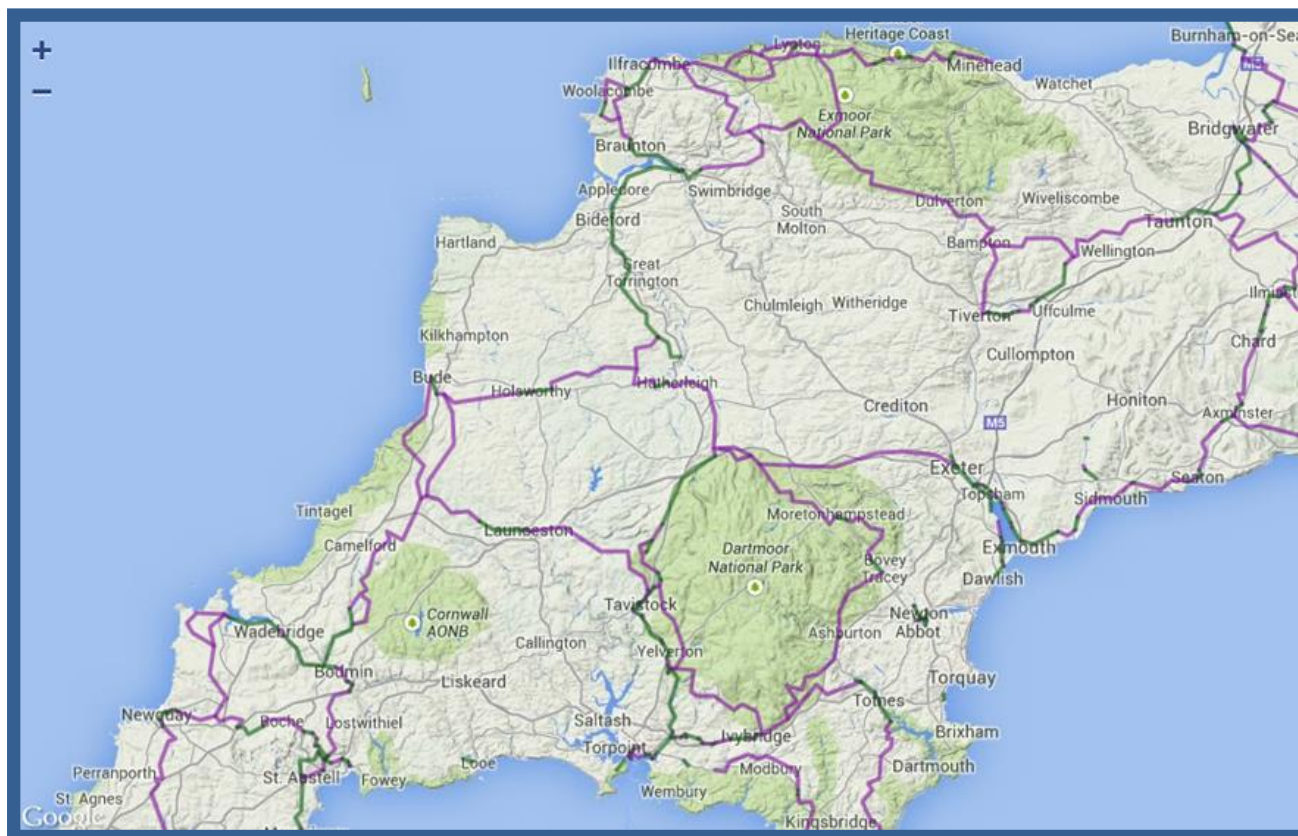 +
−
Heritage Coast
Lynton
Burnham-on-Sea
Ilfracombe
Minehead
M5
Woolacombe
Watchet
Exmoor
National Park
Bridgwater
Braunton
Appledore
Swimbridge
Dulverton
Wiveliscombe
Bideford
South
Molton
Taunton
Hartland
Bampton
Wellington
Great
Torrington
Chulmleigh
Witheridge
Tiverton
Uffculme
Ilminst
Kilkhampton
Chard
Cullompton
Bude
Holsworthy
Hatherleigh
Crediton
Honiton
Axminster
M5
Exeter
Seaton
Topsham
Sidmouth
Tintagel
Moretonhampstead
Launceston
Camelford
Dartmoor
National Park
Exmouth
Bovey
Tracey
Dawlish
Tavistock
Cornwall
AONB
Newton
Abbot
Wadebridge
Callington
Ashburton
Yelverton
Bodmin
Liskeard
Torquay
Newquay
Roche
Lostwithiel
Saltash
Totnes
Torpoint
Ivybridge
Brixham
Perranporth
St. Austell
Fowey
Looe
Modbury
Dartmouth
St. Agnes
Wembury
Google
Kingsbridge